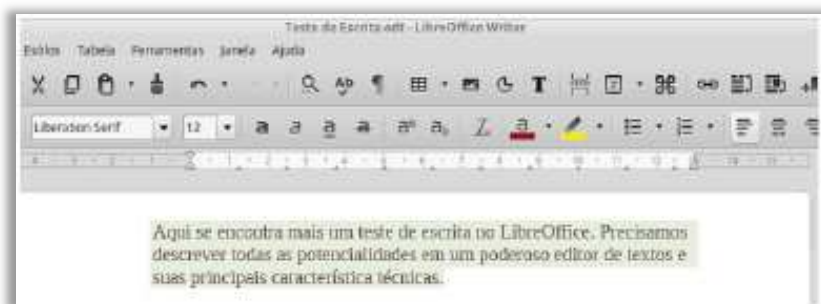 Teste de Escrita.odt - LibreOffice Writer
Estilos Tabela Ferramentas Janela Ajuda
Liberation Serif 12
Aqui se encontra mais um teste de escrita no LibreOffice. Precisamos
descrever todas as potencialidades em um poderoso editor de textos e
suas principais característica técnicas.